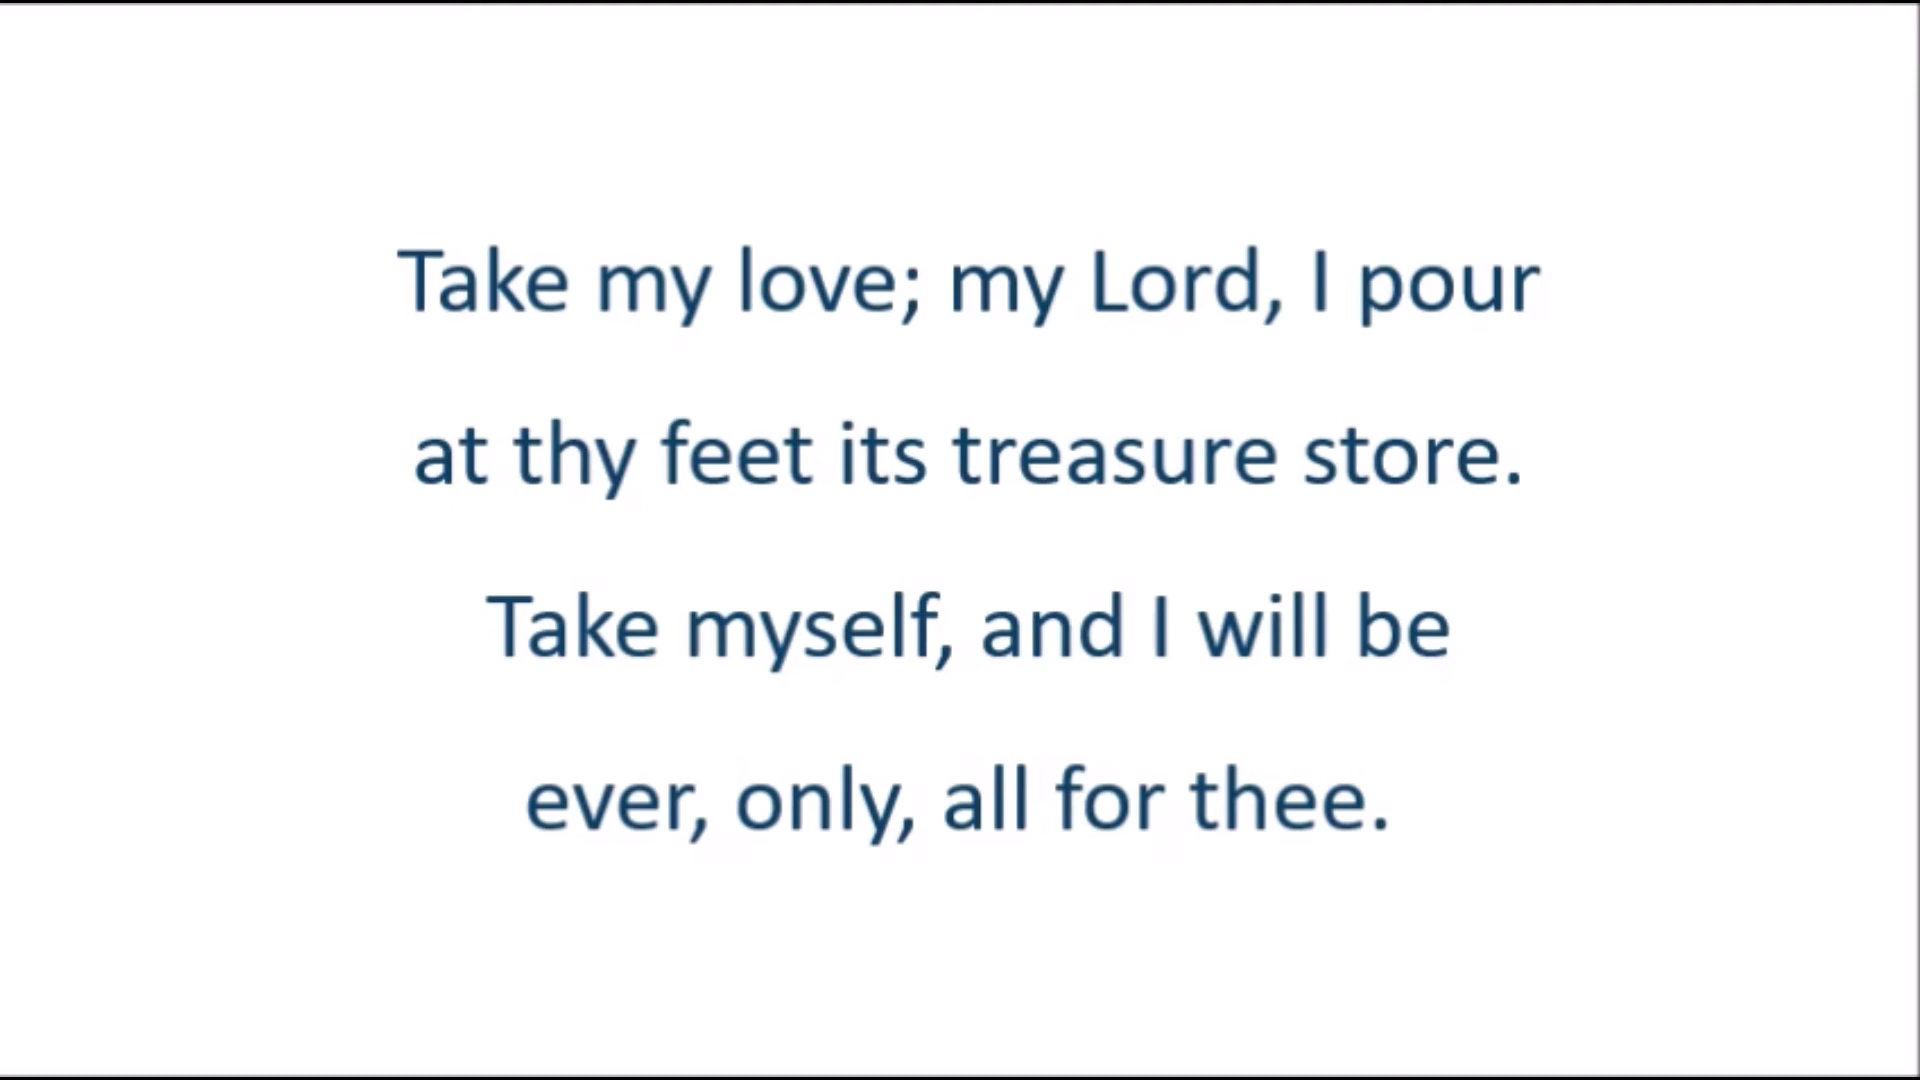 Take my love; my Lord, I pour
at thy feet its treasure store.
Take myself, and I will be
ever, only, all for thee.